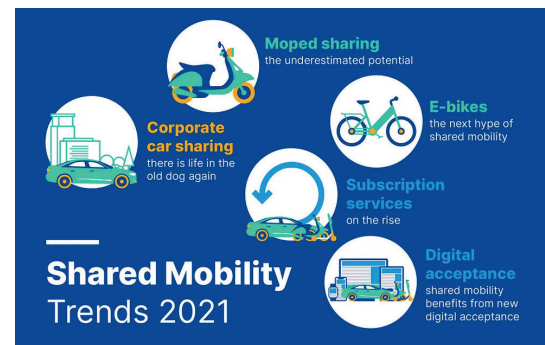 Moped sharing
the underestimated potential
E-bikes
the next hype of
shared mobility
Corporate
car sharing
there is life in the
old dog again
Subscription
services
on the rise
Digital
acceptance
shared mobility
benefits from new
digital acceptance
Shared Mobility
Trends 2021